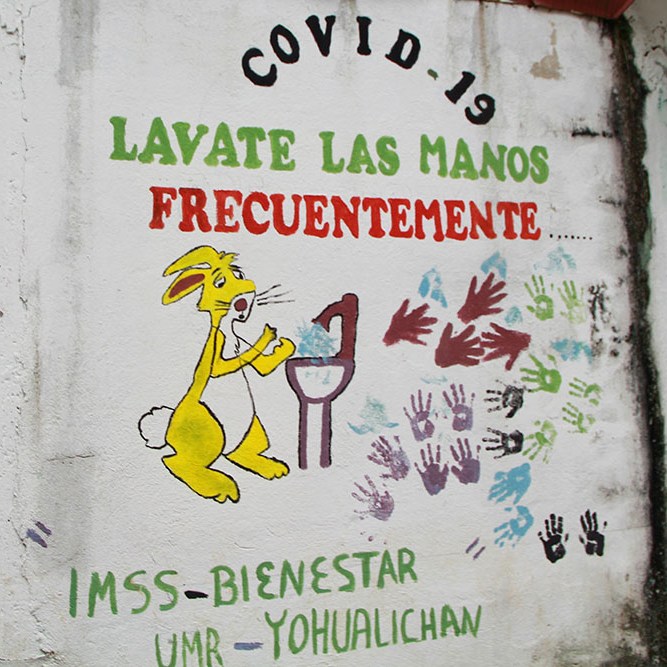 COVID-19
LAVATE LAS MANOS
FRECUENTEMENTE.......
IMSS-BIENESTAR
UMR-YOHUALICHAN